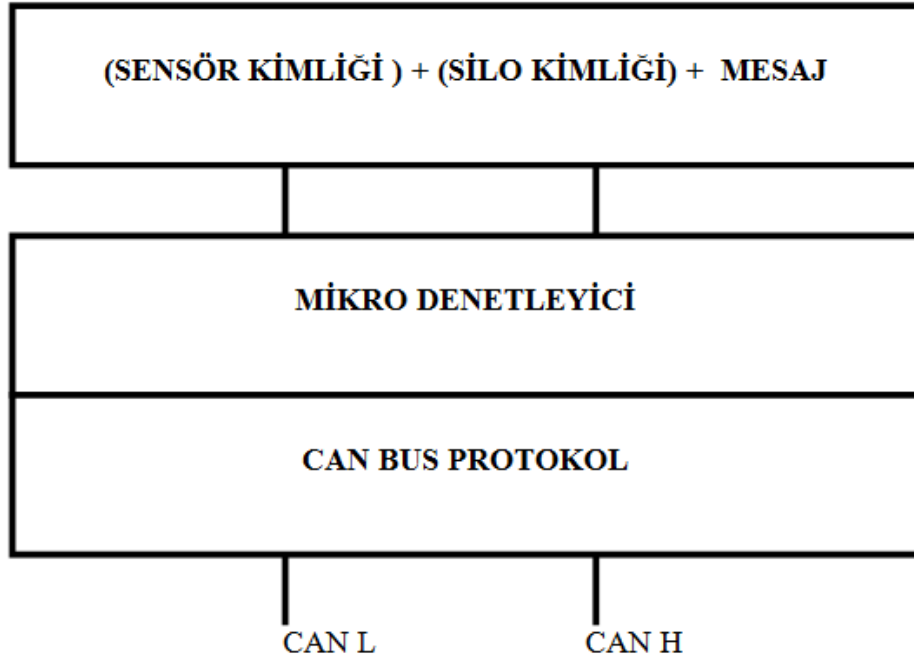 (SENSÖR KİMLİĞİ ) + (SİLO KİMLİĞİ) + MESAJ
MİKRO DENETLEYİCİ
CAN BUS PROTOKOL
CAN L CAN H